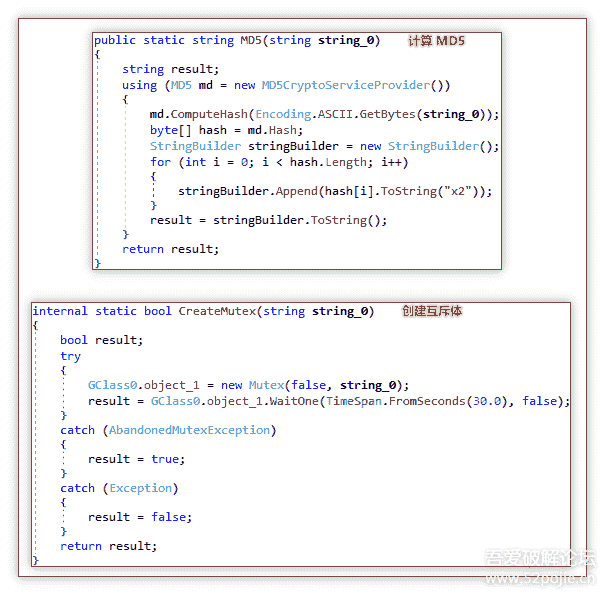 public static string MD5(string string_0) 计算 MD5
{
string result;
using (MD5 md = new MD5CryptoServiceProvider())
{
md.ComputeHash(Encoding.ASCII.GetBytes(string_0));
byte[] hash = md.Hash;
StringBuilder stringBuilder = new StringBuilder();
for (int i = 0; i < hash.Length; i++)
{
stringBuilder.Append(hash[i].ToString("x2"));
}
result = stringBuilder.ToString();
}
return result;
}
internal static bool CreateMutex(string string_0) 创建互斥体
{
bool result;
try
{
GClass0.object_1 = new Mutex(false, string_0);
result = GClass0.object_1.WaitOne(TimeSpan.FromSeconds(30.0), false);
}
catch (AbandonedMutexException)
{
result = true;
}
catch (Exception)
{
result = false;
}
return result;
}
吾爱破解论坛
www.52pojie.cn